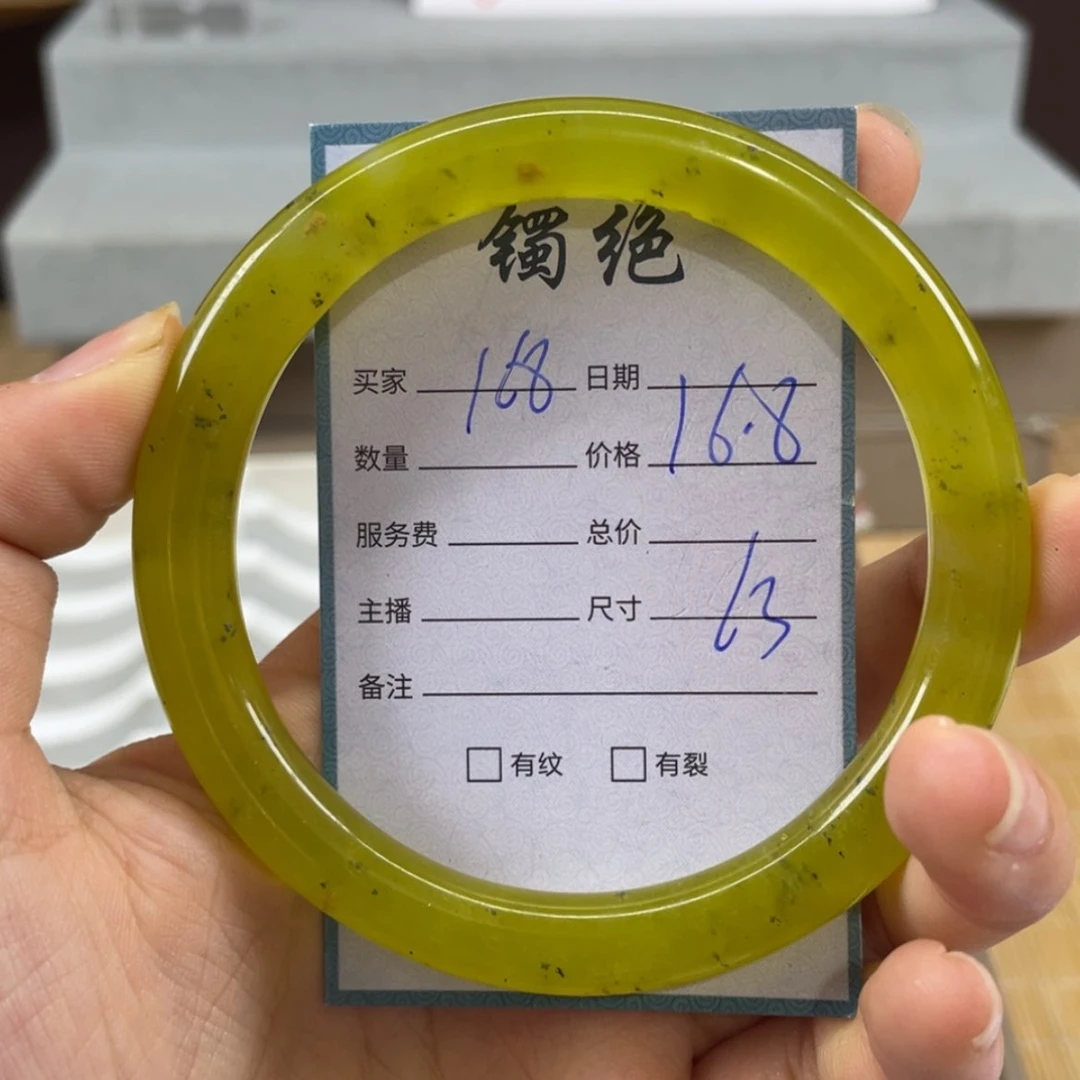 镯绝
买家 168 日期
数量 价格 16.8
服务费 总价
主播 尺寸 63
备注
□有纹 □有裂